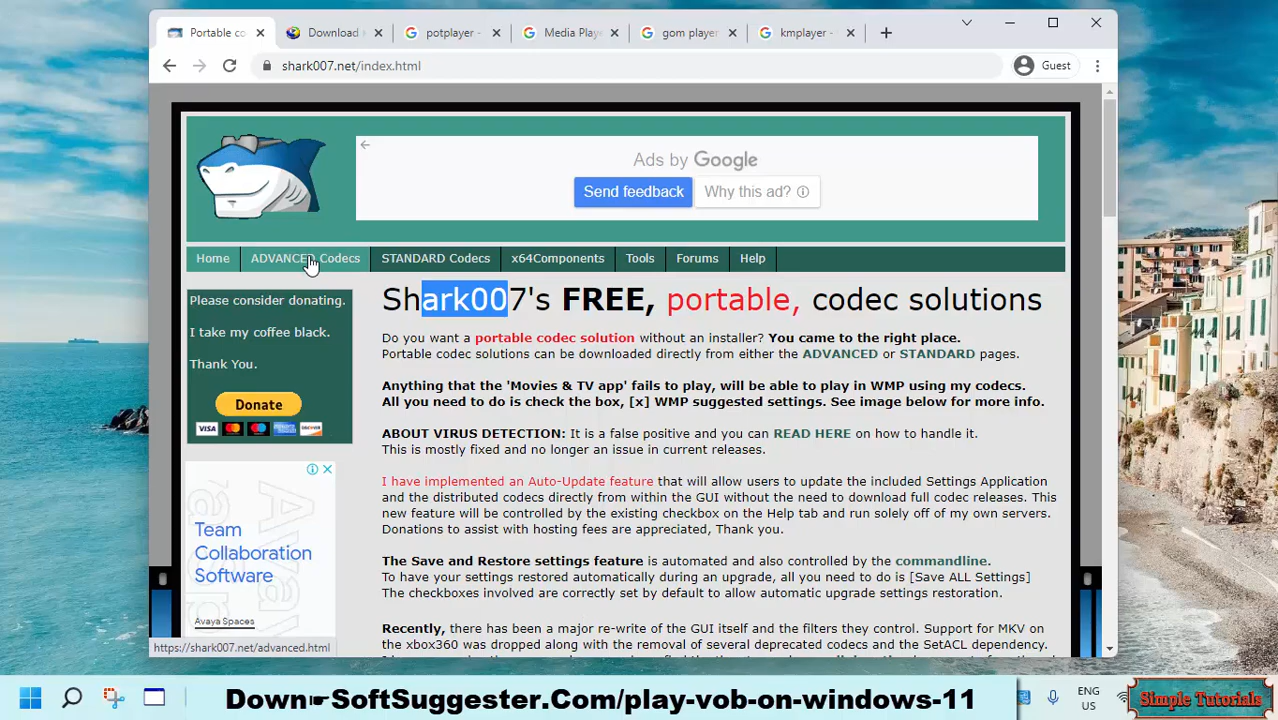 Portable co
Download
potplayer -
Media Play
gom player
kmplayer -
shark007.net/index.html
Guest
Ads by Google
Send feedback
Why this ad?
Home
ADVANCED Codecs
STANDARD Codecs
x64Components
Tools
Forums
Help
Please consider donating.
I take my coffee black.
Thank You.
Donate
VISA
DISCOVER
Shark007's FREE, portable, codec solutions
Do you want a portable codec solution without an installer? You came to the right place.
Portable codec solutions can be downloaded directly from either the ADVANCED or STANDARD pages.
Anything that the 'Movies & TV app' fails to play, will be able to play in WMP using my codecs.
All you need to do is check the box, [x] WMP suggested settings. See image below for more info.
ABOUT VIRUS DETECTION: It is a false positive and you can READ HERE on how to handle it.
This is mostly fixed and no longer an issue in current releases.
I have implemented an Auto-Update feature that will allow users to update the included Settings Application
and the distributed codecs directly from within the GUI without the need to download full codec releases. This
new feature will be controlled by the existing checkbox on the Help tab and run solely off of my own servers.
Donations to assist with hosting fees are appreciated, Thank you.
The Save and Restore settings feature is automated and also controlled by the commandline.
To have your settings restored automatically during an upgrade, all you need to do is [Save ALL Settings]
The checkboxes involved are correctly set by default to allow automatic upgrade settings restoration.
Recently, there has been a major re-write of the GUI itself and the filters they control. Support for MKV on
the xbox360 was dropped along with the removal of several deprecated codecs and the SetACL dependency.
Team
Collaboration
Software
Avaya Spaces
https://shark007.net/advanced.html
Down☛SoftSuggester.Com/play-vob-on-windows-11
ENG
US
Simple Tutorials